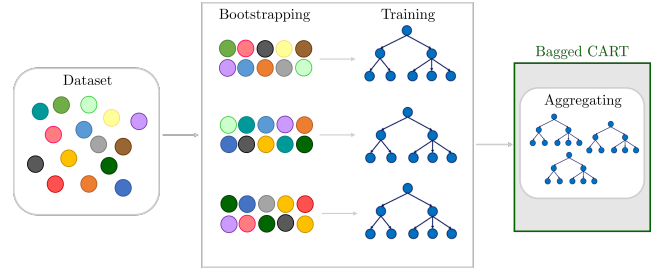 Bootstrapping
Training
Bagged CART
Dataset
Aggregating